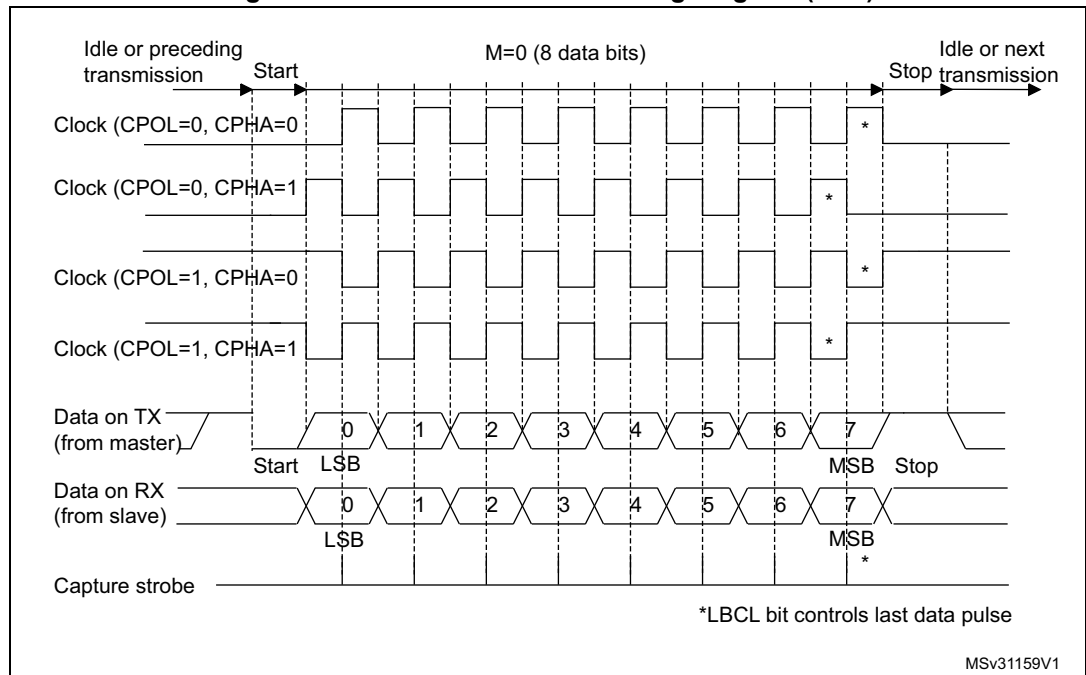 Idle or preceding
transmission
Start
M=0 (8 data bits)
Stop
Idle or next
transmission
Clock (CPOL=0, CPHA=0
*
Clock (CPOL=0, CPHA=1
*
Clock (CPOL=1, CPHA=0
*
Clock (CPOL=1, CPHA=1
*
Data on TX
(from master)
0 1 2 3 4 5 6 7
Start LSB MSB Stop
Data on RX
(from slave)
0 1 2 3 4 5 6 7
LSB MSB
*
Capture strobe
*LBCL bit controls last data pulse
MSv31159V1